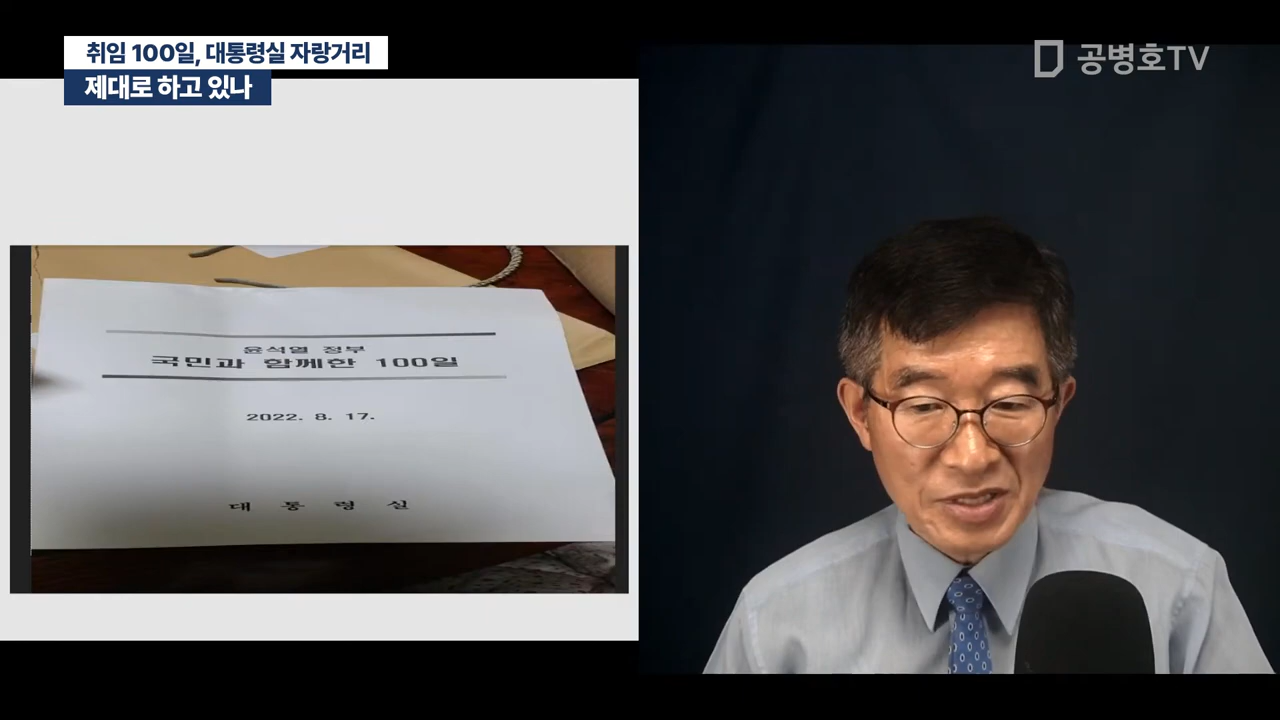 취임 100일, 대통령실 자랑거리
제대로 하고 있나
공병호TV
윤석열 정부
국민과 함께한 100일
2022. 8. 17.
대 통 령 실